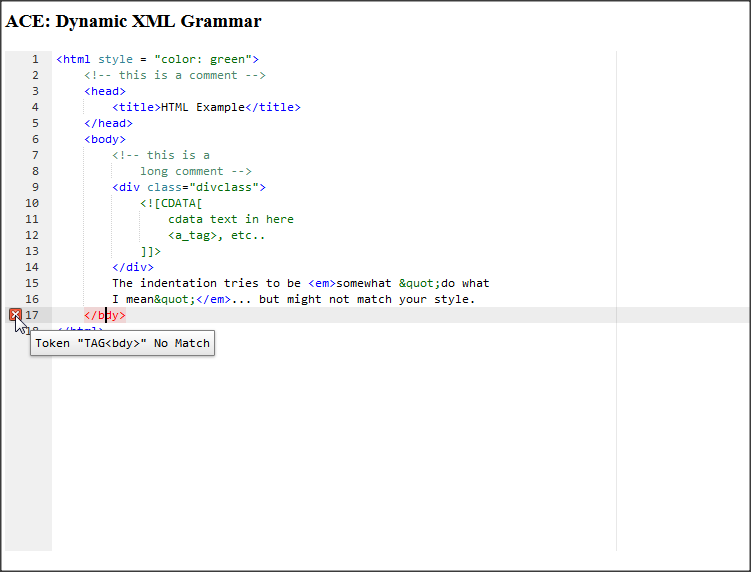 ACE: Dynamic XML Grammar
1 <html style = "color: green">
2 <!-- this is a comment -->
3 <head>
4 <title>HTML Example</title>
5 </head>
6 <body>
7 <!-- this is a
8 long comment -->
9 <div class="divclass">
10 <![CDATA[
11 cdata text in here
12 <a_tag>, etc..
13 ]]>
14 </div>
15 The indentation tries to be <em>somewhat &quot;do what
16 I mean&quot;</em>... but might not match your style.
17 </bdy>
18 </html>
Token "TAG<bdy>" No Match